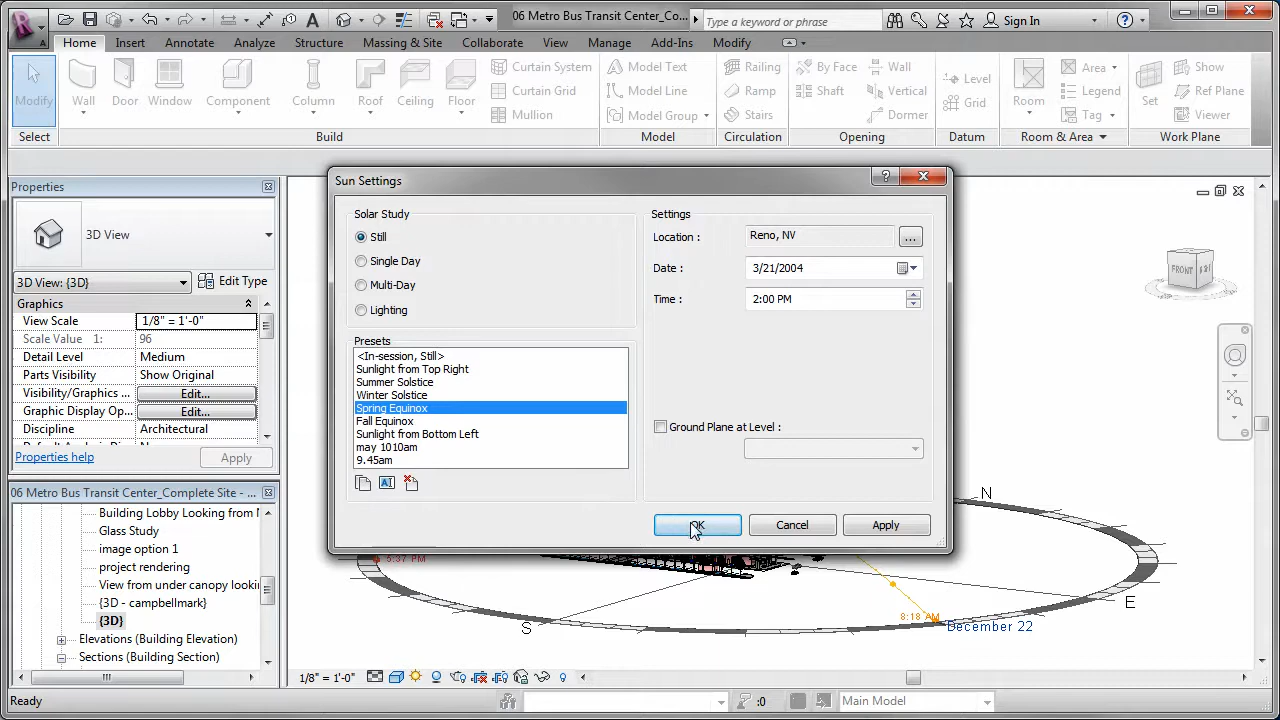 06 Metro Bus Transit Center_Co...
Type a keyword or phrase
Sign In
Home Insert Annotate Analyze Structure Massing & Site Collaborate View Manage Add-Ins Modify
Modify
Wall
Door
Window
Component
Column
Roof
Ceiling
Floor
Curtain System
Curtain Grid
Mullion
Model Text
Model Line
Model Group
Railing
Ramp
Stairs
By Face
Shaft
Wall
Vertical
Dormer
Level
Grid
Room
Area
Legend
Tag
Set
Show
Ref Plane
Viewer
Select Build Model Circulation Opening Datum Room & Area Work Plane
Properties
3D View
3D View: {3D} Edit Type
Graphics
View Scale 1/8" = 1'-0"
Scale Value 1: 96
Detail Level Medium
Parts Visibility Show Original
Visibility/Graphics ... Edit...
Graphic Display Op... Edit...
Discipline Architectural
Properties help Apply
06 Metro Bus Transit Center_Complete Site - ...
Building Lobby Looking from
Glass Study
image option 1
project rendering
View from under canopy lookin
{3D - campbellmark}
{3D}
Elevations (Building Elevation)
Sections (Building Section)
Sun Settings
Solar Study
Still
Single Day
Multi-Day
Lighting
Presets
<In-session, Still>
Sunlight from Top Right
Summer Solstice
Winter Solstice
Spring Equinox
Fall Equinox
Sunlight from Bottom Left
may 1010am
9.45am
Settings
Location : Reno, NV ...
Date : 3/21/2004
Time : 2:00 PM
Ground Plane at Level :
OK Cancel Apply
FRONT
N
E
S
5:37 PM
8:18 AM
December 22
1/8" = 1'-0"
Ready
:0
Main Model